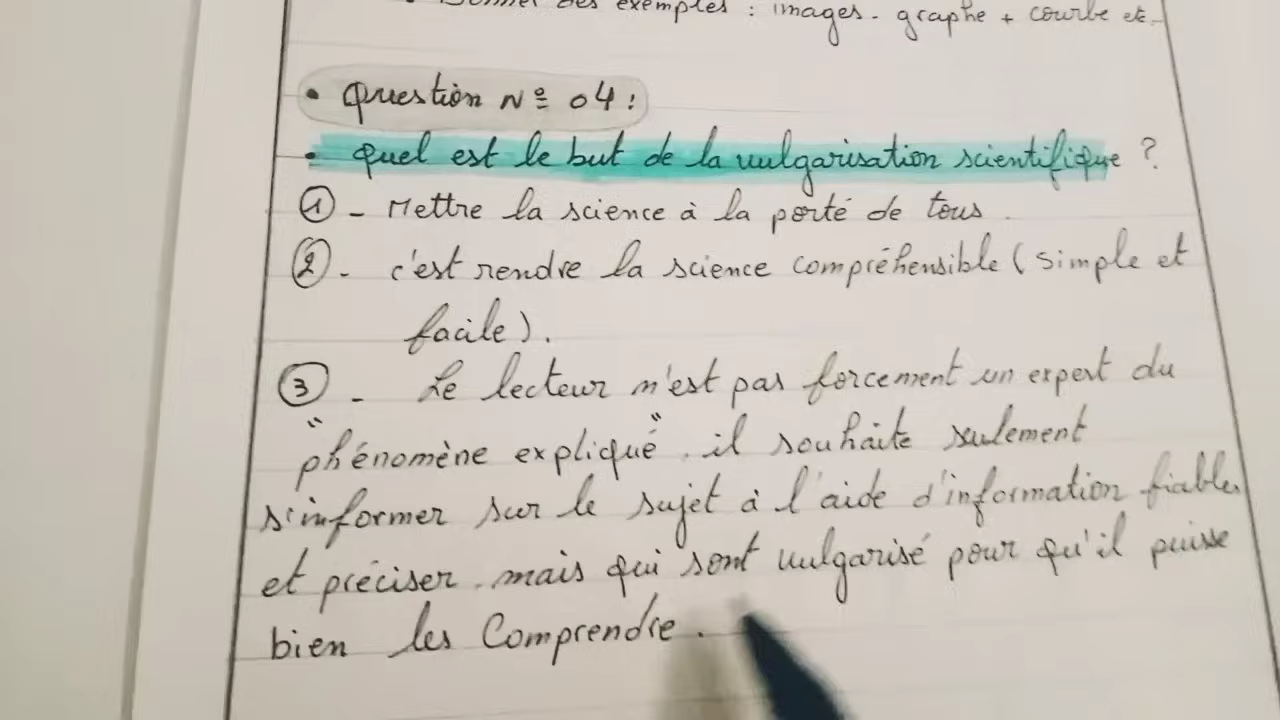 • Donner des exemples : images - graphe + courbe etc.
• Question N° 04 :
• Quel est le but de la vulgarisation scientifique ?
① - Mettre la science à la porté de tous.
② - c'est rendre la science compréhensible (simple et
facile).
③ - Le lecteur n'est pas forcement un expert du
"phénomène expliqué". il souhaite seulement
s'informer sur le sujet à l'aide d'information fiables
et préciser. mais qui sont vulgarisé pour qu'il puisse
bien les Comprendre.